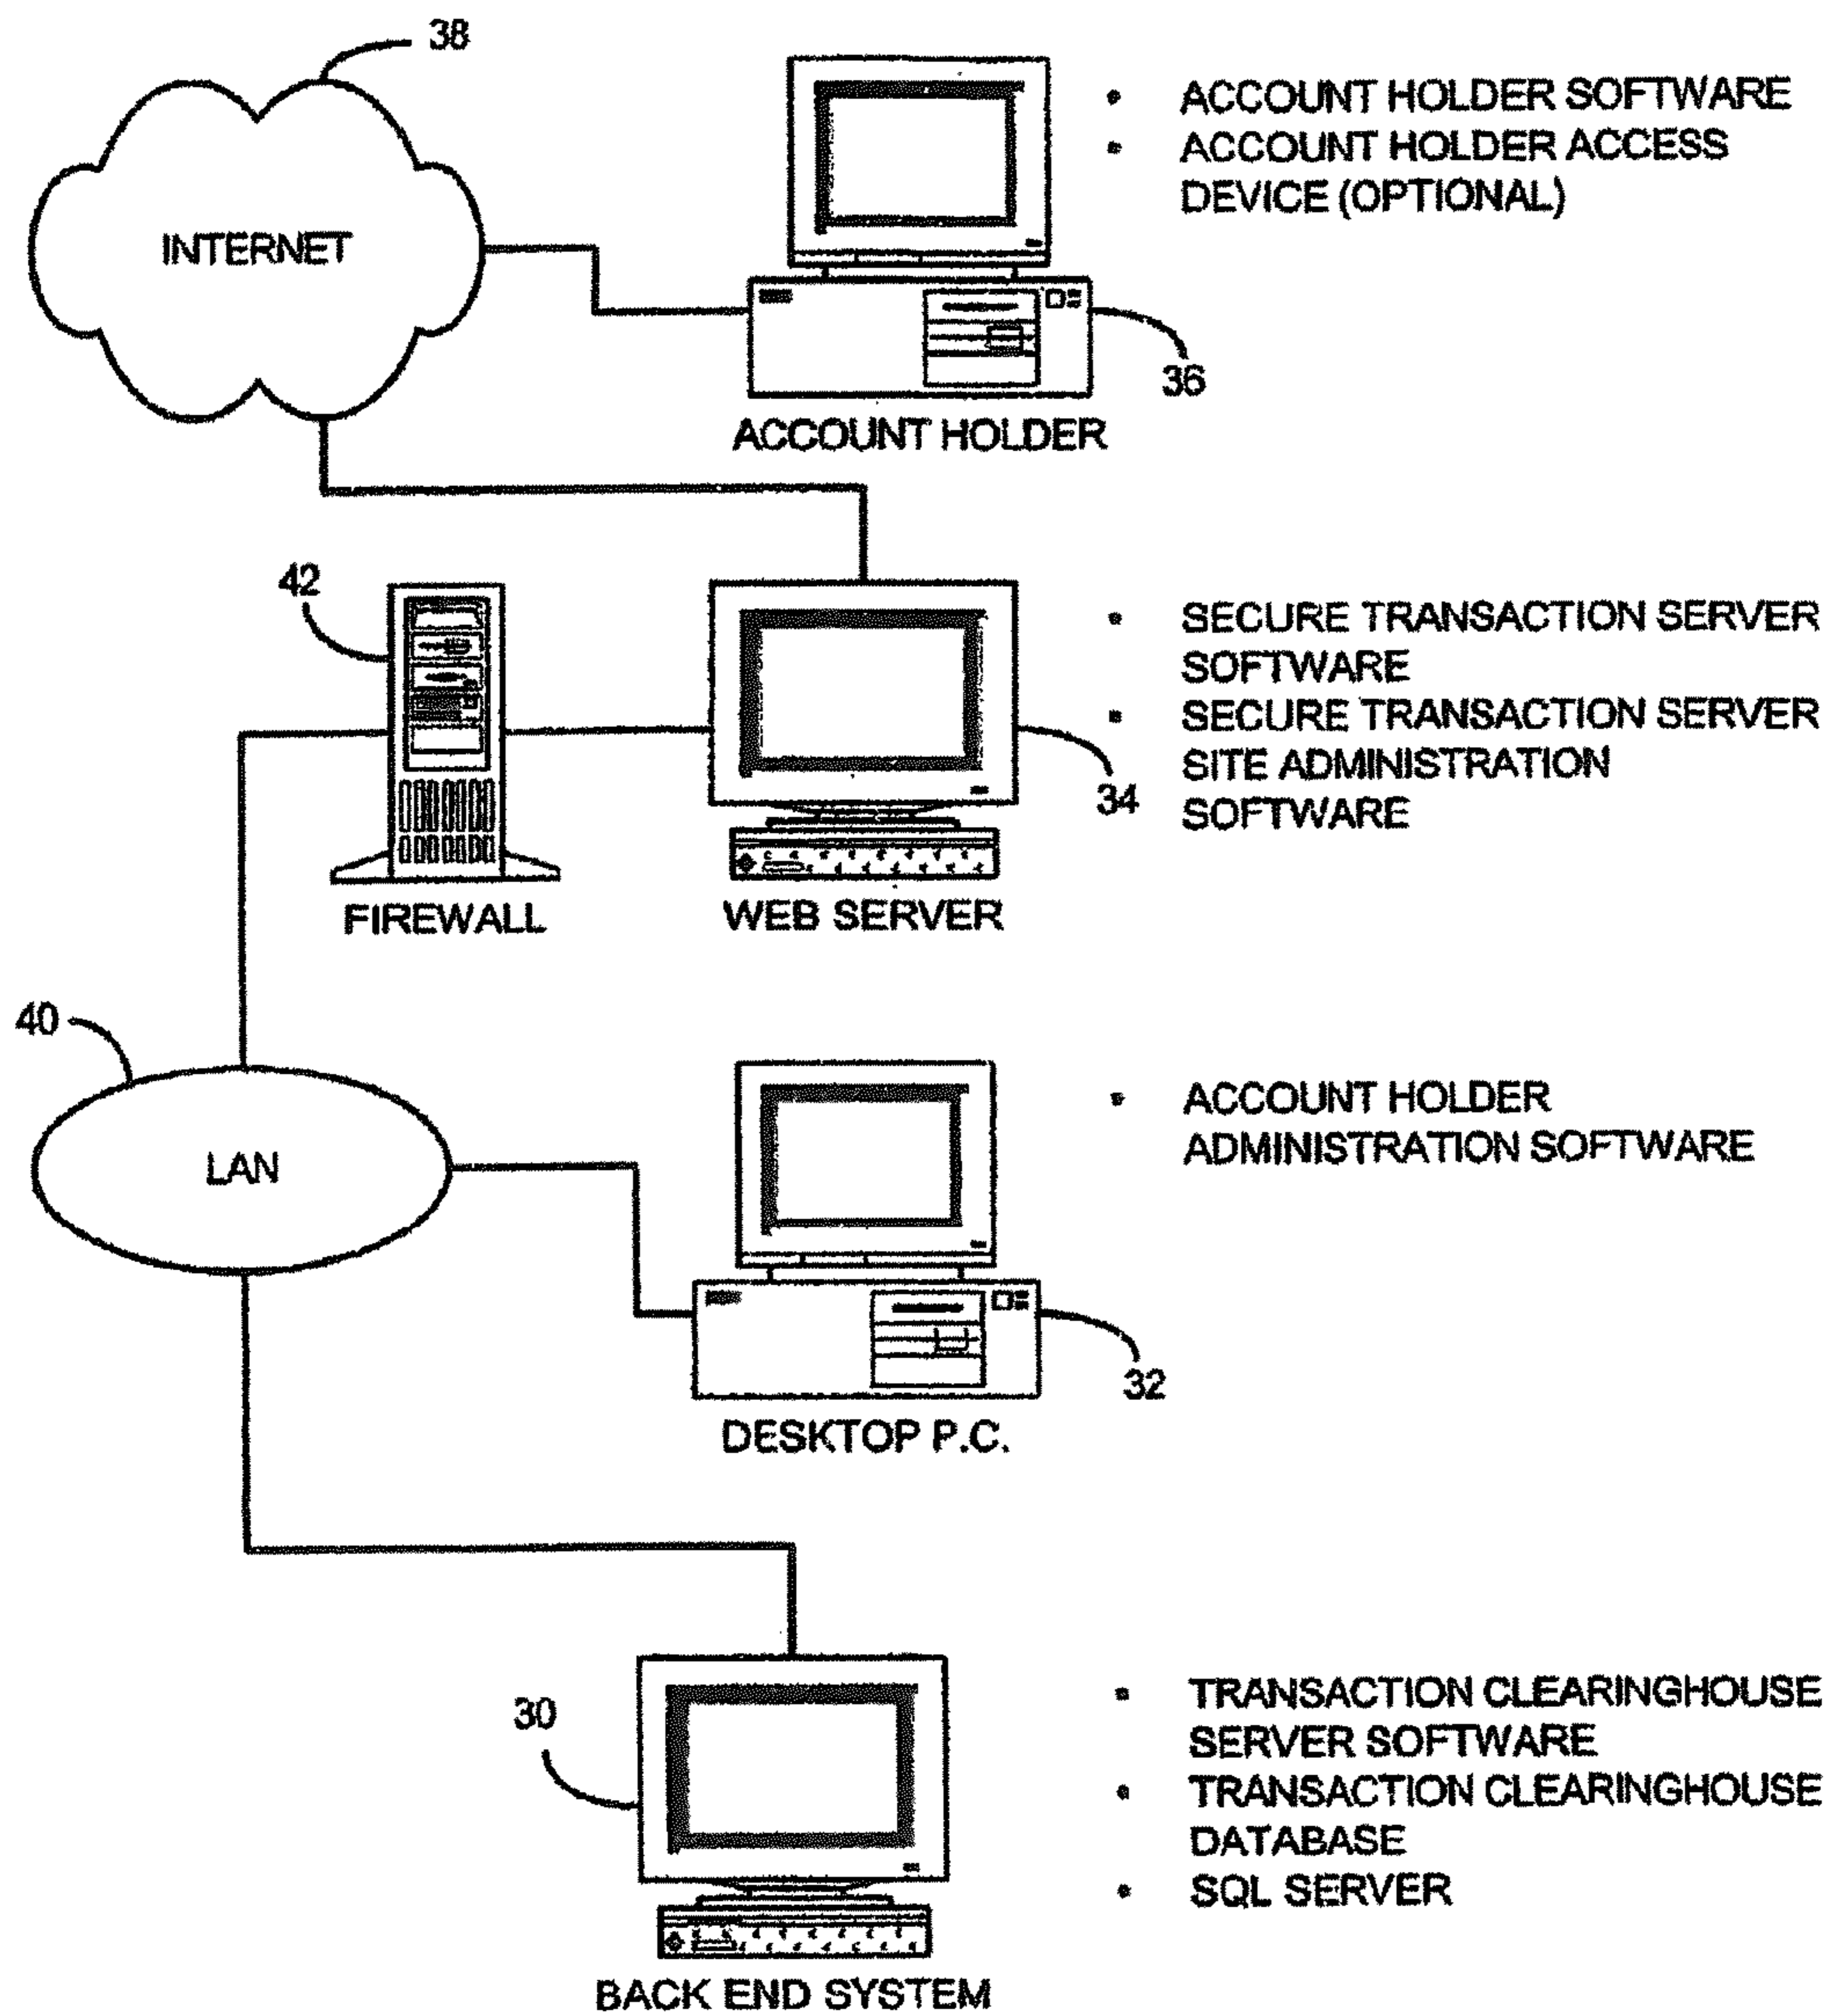 38
• ACCOUNT HOLDER SOFTWARE
• ACCOUNT HOLDER ACCESS
DEVICE (OPTIONAL)
INTERNET
36
ACCOUNT HOLDER
42
• SECURE TRANSACTION SERVER
SOFTWARE
• SECURE TRANSACTION SERVER
SITE ADMINISTRATION
SOFTWARE
34
FIREWALL
WEB SERVER
40
• ACCOUNT HOLDER
ADMINISTRATION SOFTWARE
LAN
32
DESKTOP P.C.
30
• TRANSACTION CLEARINGHOUSE
SERVER SOFTWARE
• TRANSACTION CLEARINGHOUSE
DATABASE
• SQL SERVER
BACK END SYSTEM